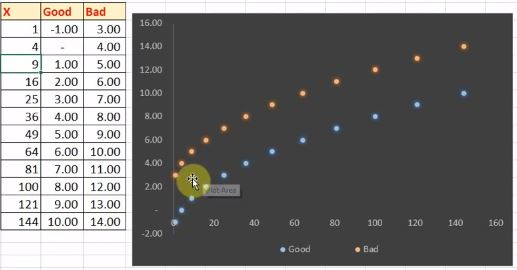 X Good Bad
1 -1.00 3.00
4 - 4.00
9 1.00 5.00
16 2.00 6.00
25 3.00 7.00
36 4.00 8.00
49 5.00 9.00
64 6.00 10.00
81 7.00 11.00
100 8.00 12.00
121 9.00 13.00
144 10.00 14.00
16.00
14.00
12.00
10.00
8.00
6.00
4.00
2.00
-
-2.00
0 20 40 60 80 100 120 140 160
Plot Area
Good Bad